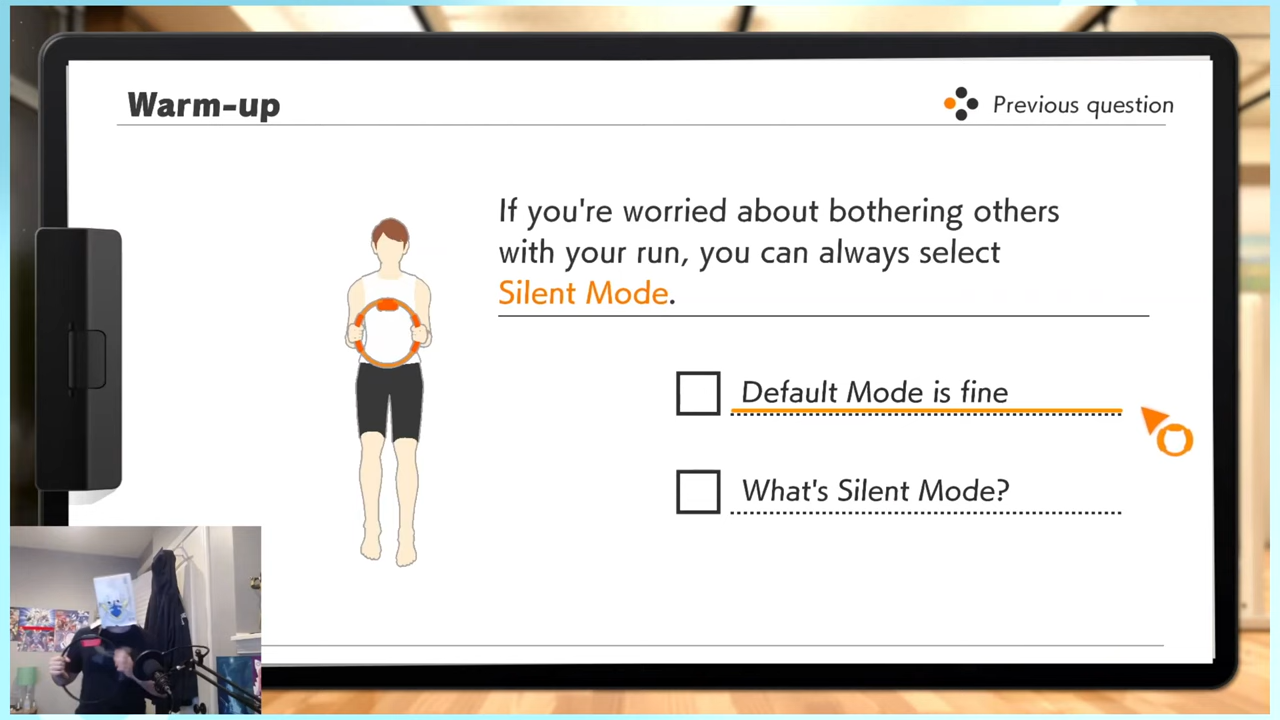 Warm-up
Previous question
If you're worried about bothering others
with your run, you can always select
Silent Mode.
Default Mode is fine
What's Silent Mode?